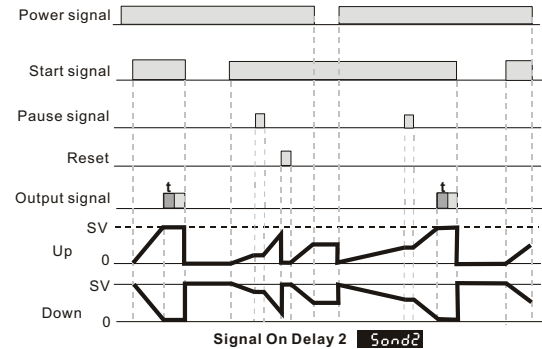 Power signal
Start signal
Pause signal
Reset
t
t
Output signal
SV
Up
0
SV
Down
0
Signal On Delay 2 Sond2